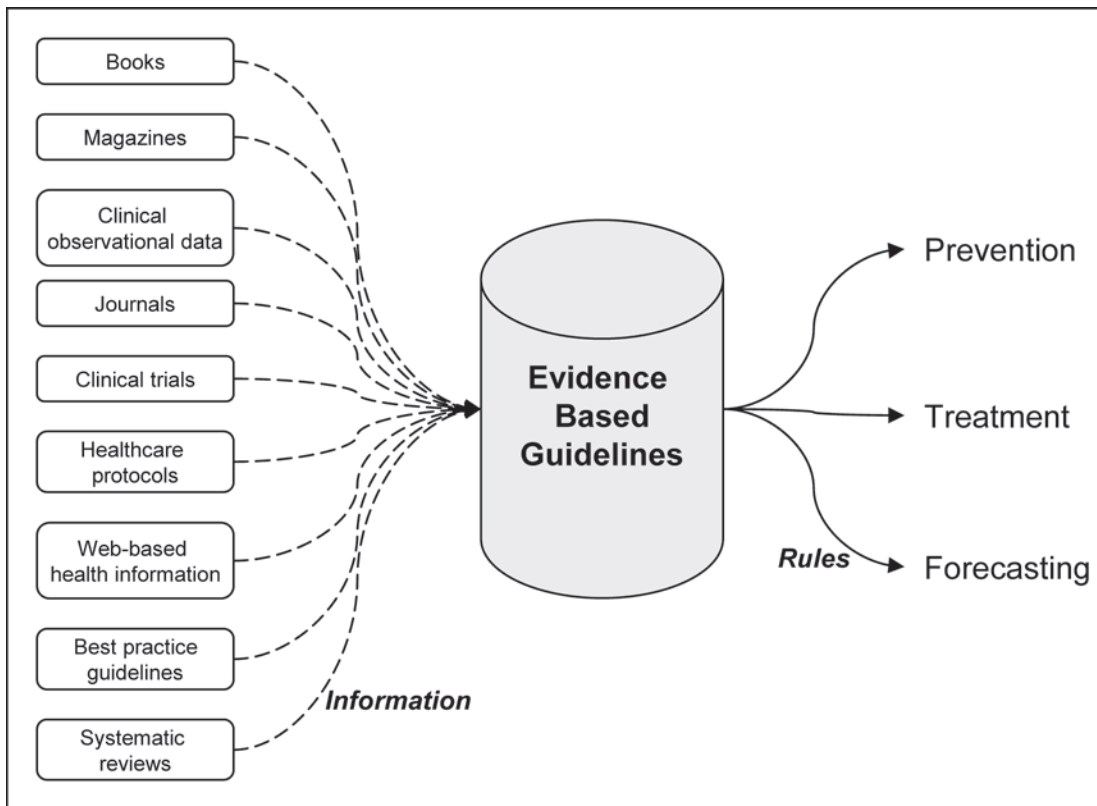 Books
Magazines
Clinical
observational data
Journals
Clinical trials
Healthcare
protocols
Web-based
health information
Best practice
guidelines
Systematic
reviews
Information
Evidence
Based
Guidelines
Rules
Prevention
Treatment
Forecasting